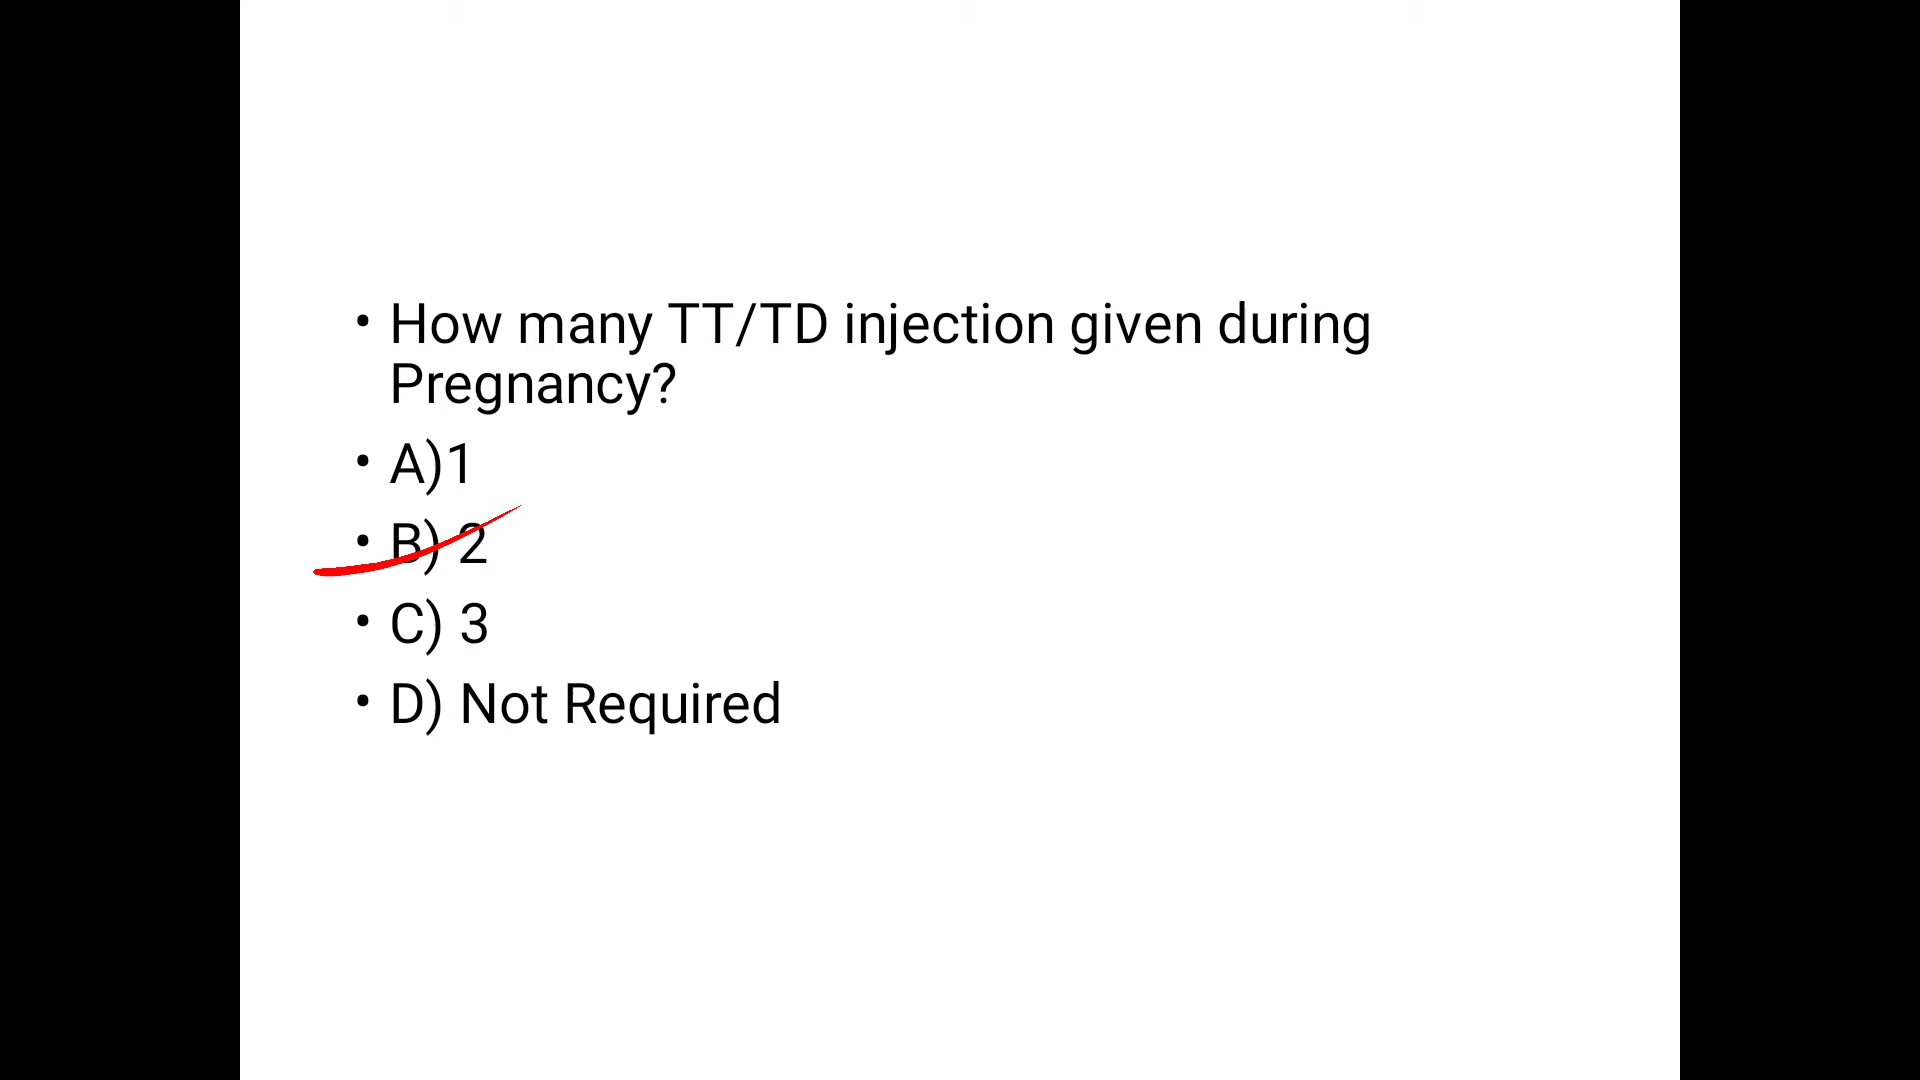 • How many TT/TD injection given during
Pregnancy?
• A)1
• B) 2
• C) 3
• D) Not Required